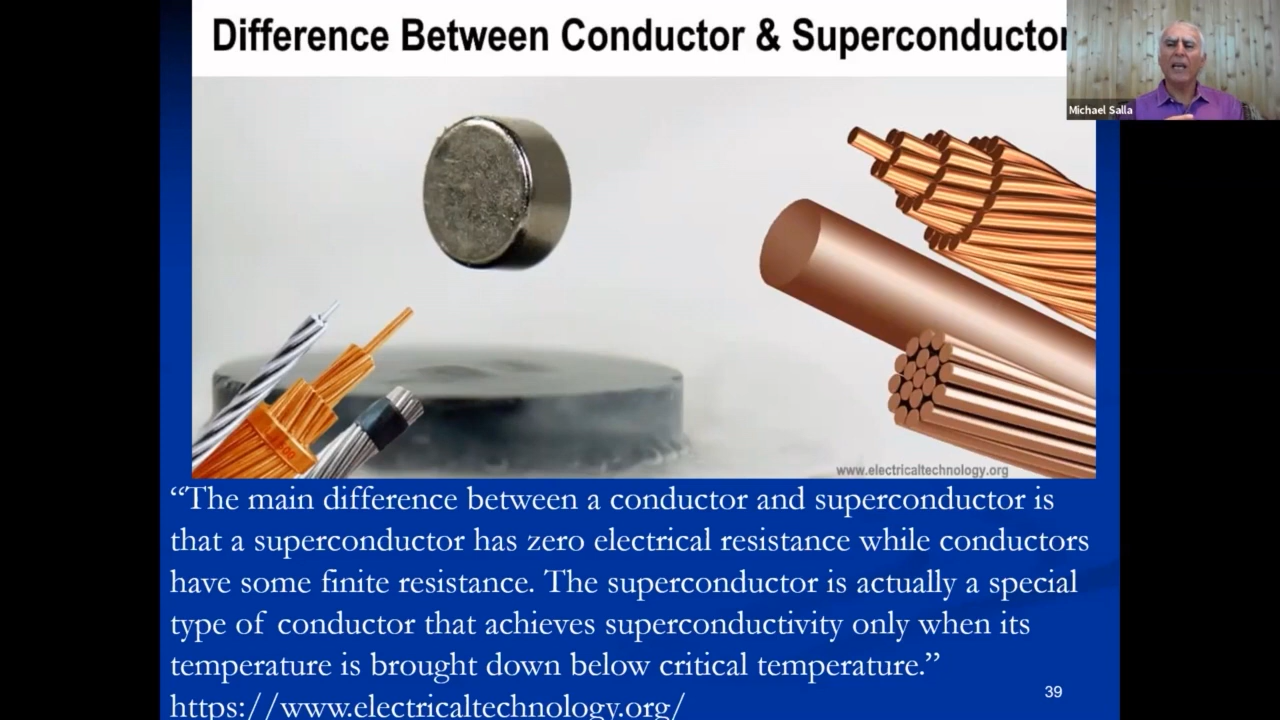 Difference Between Conductor & Superconductor
Michael Salla
www.electricaltechnology.org
“The main difference between a conductor and superconductor is
that a superconductor has zero electrical resistance while conductors
have some finite resistance. The superconductor is actually a special
type of conductor that achieves superconductivity only when its
temperature is brought down below critical temperature.”
https://www.electricaltechnology.org/
39